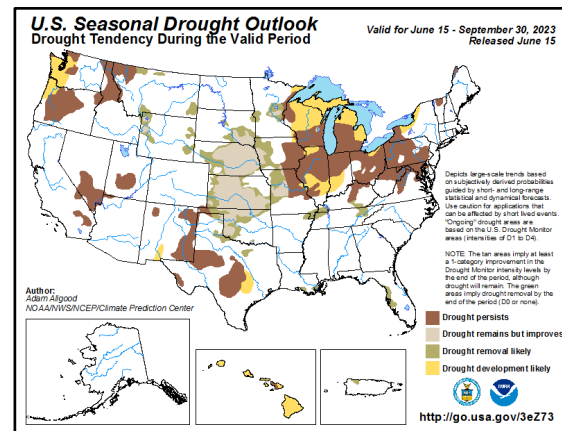 U.S. Seasonal Drought Outlook
Drought Tendency During the Valid Period
Valid for June 15 - September 30, 2023
Released June 15
Depicts large-scale trends based
on subjectively derived probabilities
guided by short- and long-range
statistical and dynamical forecasts.
Use caution for applications that
can be affected by short lived events.
"Ongoing" drought areas are
based on the U.S. Drought Monitor
areas (intensities of D1 to D4).
NOTE: The tan areas imply at least
a 1-category improvement in the
Drought Monitor intensity levels by
the end of the period, although
drought will remain. The green
areas imply drought removal by the
end of the period (D0 or none).
Author:
Adam Allgood
NOAA/NWS/NCEP/Climate Prediction Center
Drought persists
Drought remains but improves
Drought removal likely
Drought development likely
http://go.usa.gov/3eZ73